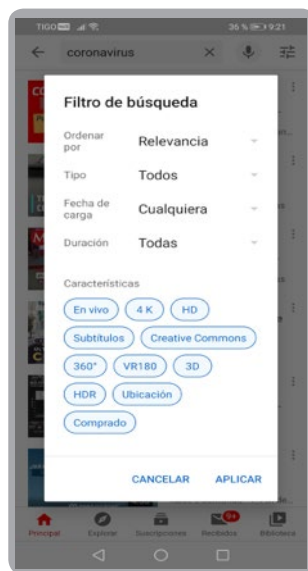 TIGO 36 % 9:21
coronavirus
Filtro de búsqueda
Ordenar por Relevancia
Tipo Todos
Fecha de carga Cualquiera
Duración Todas
Características
En vivo 4 K HD
Subtítulos Creative Commons
360° VR180 3D
HDR Ubicación
Comprado
CANCELAR APLICAR
9+
Principal Explorar Suscripciones Recibidos Biblioteca